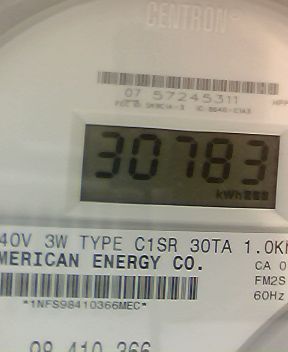 CENTRON®
07 57245311
30783
kWh
40V 3W TYPE C1SR 30TA 1.0K
MERICAN ENERGY CO.
CA 0
FM2S
60Hz
*1NFS98410366MEC*
98 410 366